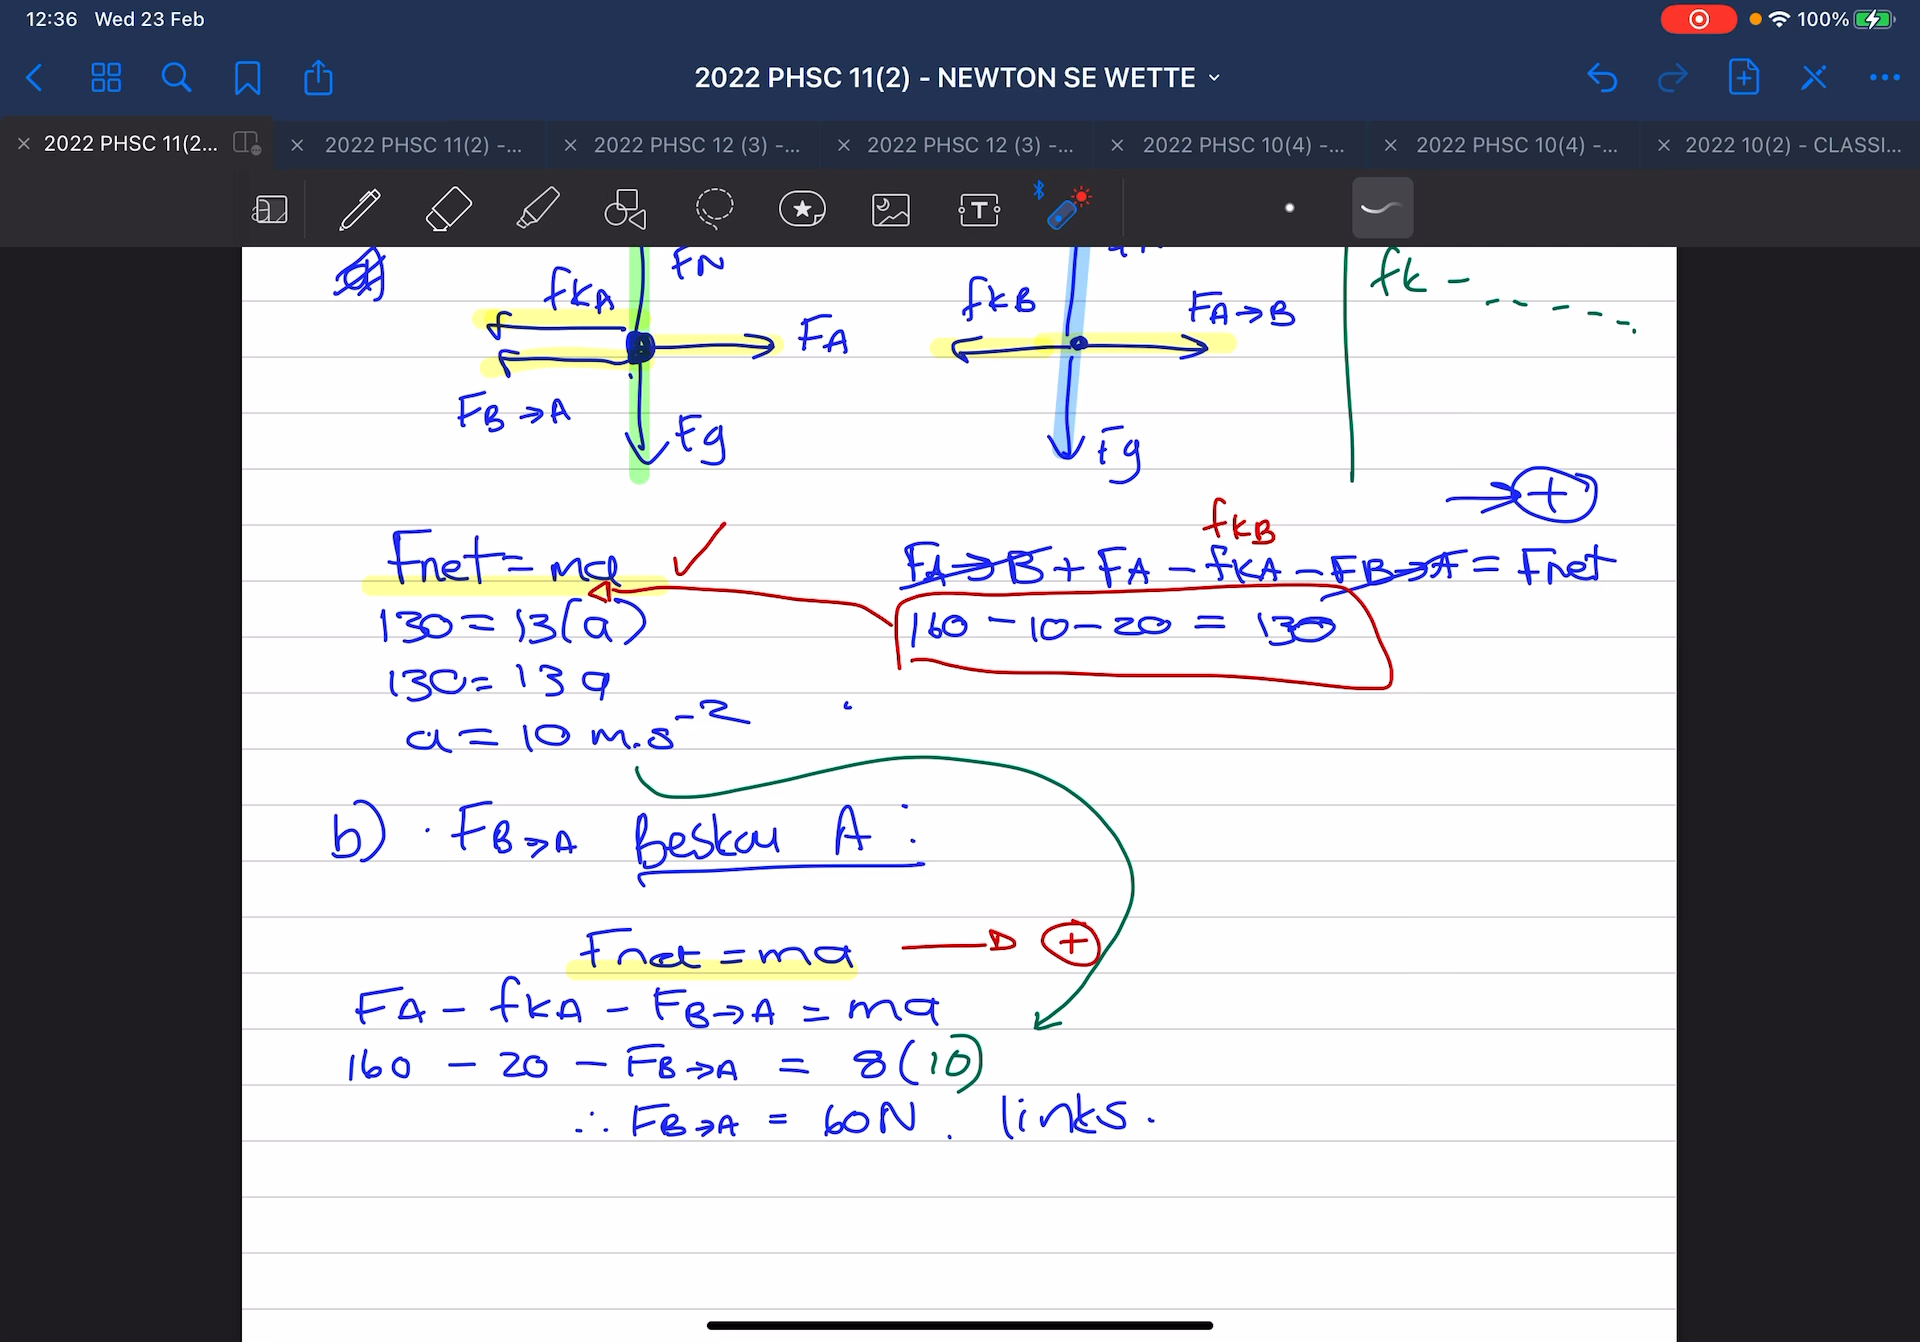 12:36 Wed 23 Feb 100%
2022 PHSC 11(2) - NEWTON SE WETTE
2022 PHSC 11(2...
2022 PHSC 11(2) -...
2022 PHSC 12 (3) -...
2022 PHSC 12 (3) -...
2022 PHSC 10(4) -...
2022 PHSC 10(4) -...
2022 10(2) - CLASSI...
T
FN
fk -
fkA
fkB
FA
FA→B
FB→A
Fg
Fg
+
fkB
Fnet = ma ✓
FA→B + FA - fkA - FB→A = Fnet
130 = 13(a)
160 - 10 - 20 = 130
130 = 13a
a = 10 m.s⁻²
b) · FB→A Beskou A :
Fnet = ma → +
FA - fkA - FB→A = ma
160 - 20 - FB→A = 8(10)
∴ FB→A = 60N. links.